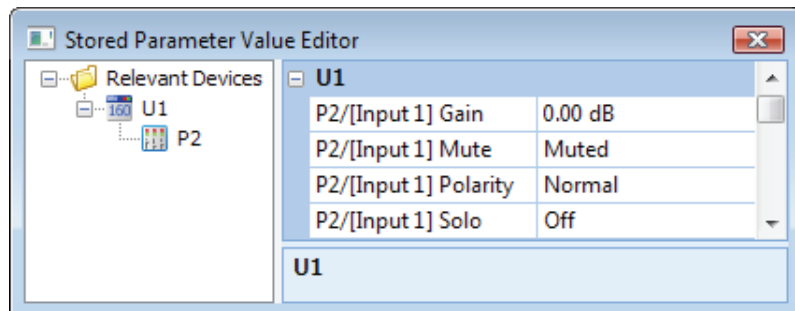 Stored Parameter Value Editor
Relevant Devices
160 U1
P2
U1
P2/[Input 1] Gain 0.00 dB
P2/[Input 1] Mute Muted
P2/[Input 1] Polarity Normal
P2/[Input 1] Solo Off
U1